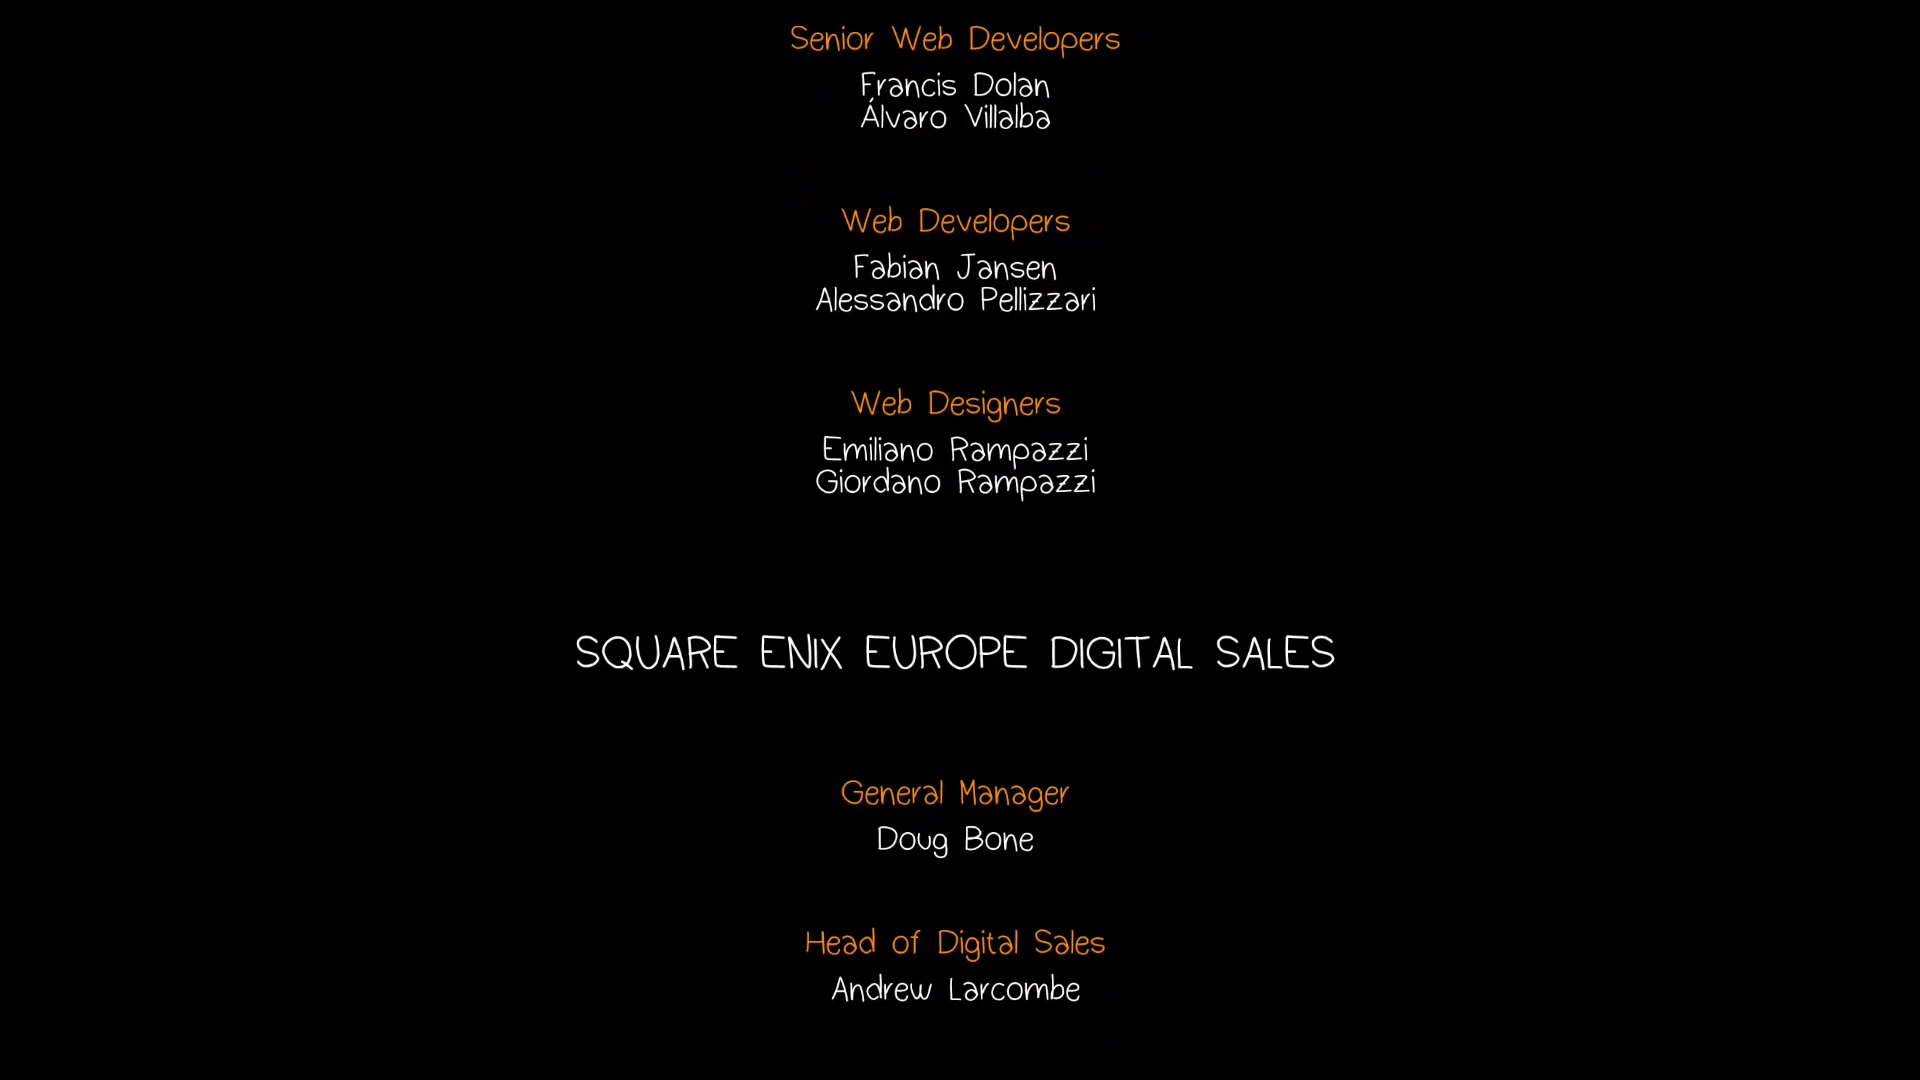 Senior Web Developers
Francis Dolan
Álvaro Villalba
Web Developers
Fabian Jansen
Alessandro Pellizzari
Web Designers
Emiliano Rampazzi
Giordano Rampazzi
SQUARE ENIX EUROPE DIGITAL SALES
General Manager
Doug Bone
Head of Digital Sales
Andrew Larcombe